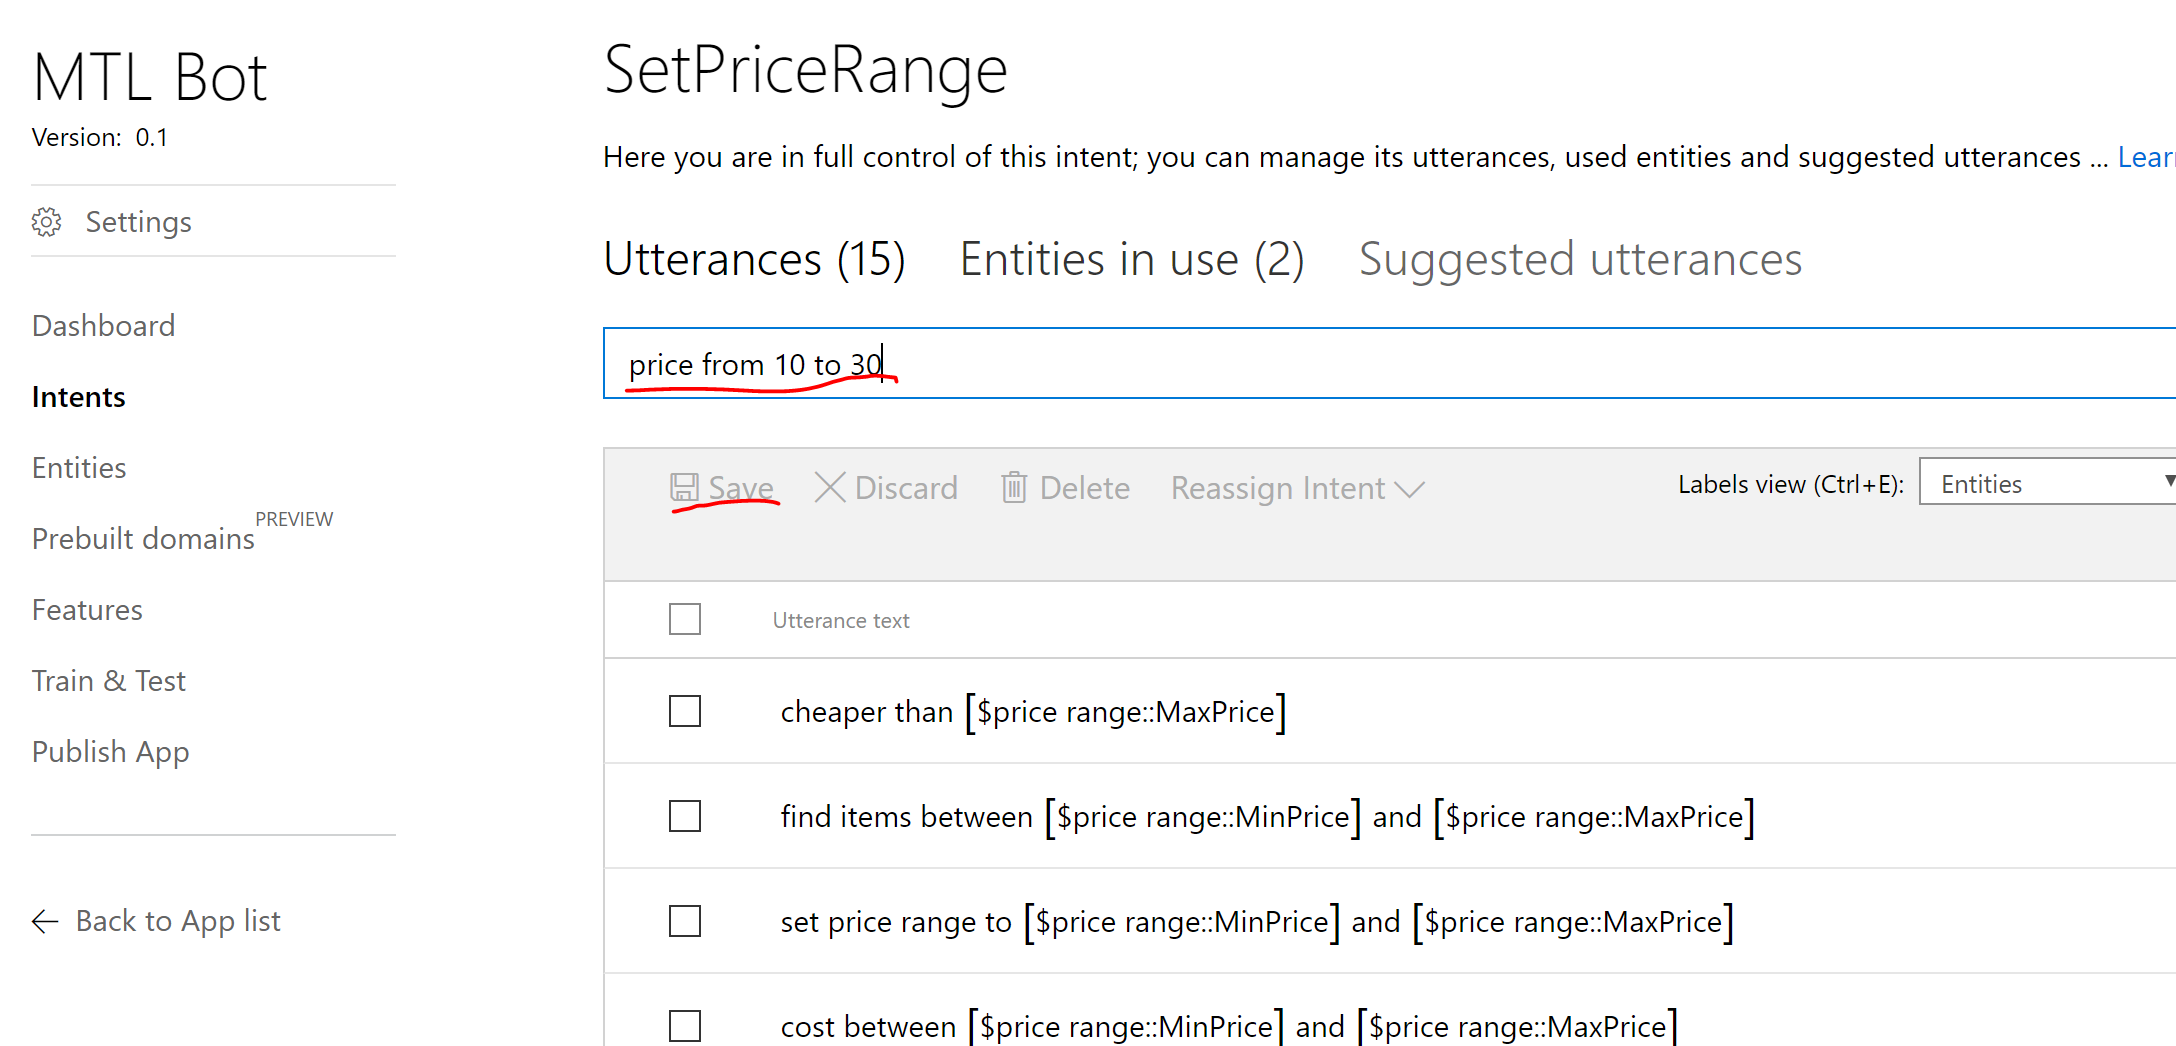 MTL Bot
Version: 0.1
Settings
Dashboard
Intents
Entities
Prebuilt domains PREVIEW
Features
Train & Test
Publish App
Back to App list
SetPriceRange
Here you are in full control of this intent; you can manage its utterances, used entities and suggested utterances ...
Utterances (15) Entities in use (2) Suggested utterances
price from 10 to 30
Save Discard Delete Reassign Intent Labels view (Ctrl+E): Entities
Utterance text
cheaper than [$price range::MaxPrice]
find items between [$price range::MinPrice] and [$price range::MaxPrice]
set price range to [$price range::MinPrice] and [$price range::MaxPrice]
cost between [$price range::MinPrice] and [$price range::MaxPrice]